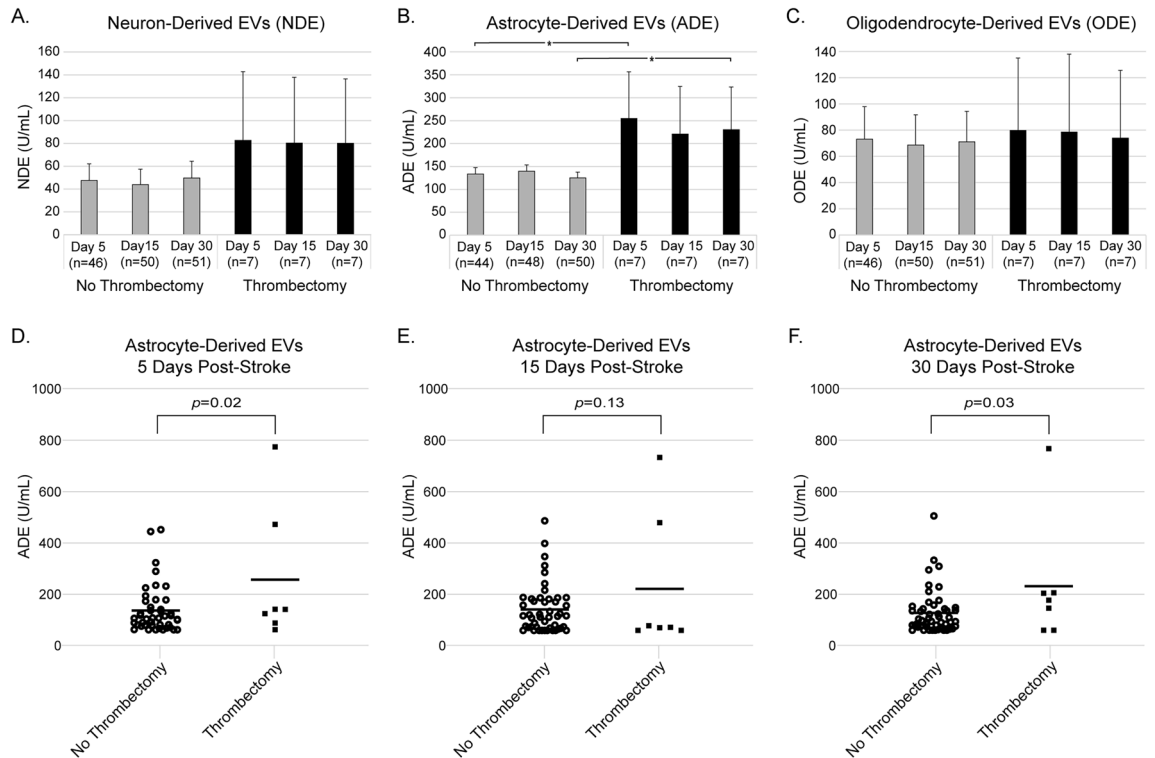 A.
Neuron-Derived EVs (NDE)
160
140
120
100
80
60
40
20
0
NDE (U/mL)
Day 5 Day15 Day 30 Day 5 Day 15 Day 30
(n=46) (n=50) (n=51) (n=7) (n=7) (n=7)
No Thrombectomy Thrombectomy
B.
Astrocyte-Derived EVs (ADE)
400
350
300
250
200
150
100
50
0
ADE (U/mL)
*
*
Day 5 Day15 Day 30 Day 5 Day 15 Day 30
(n=44) (n=48) (n=50) (n=7) (n=7) (n=7)
No Thrombectomy Thrombectomy
C.
Oligodendrocyte-Derived EVs (ODE)
140
120
100
80
60
40
20
0
ODE (U/mL)
Day 5 Day15 Day 30 Day 5 Day 15 Day 30
(n=46) (n=50) (n=51) (n=7) (n=7) (n=7)
No Thrombectomy Thrombectomy
D.
Astrocyte-Derived EVs
5 Days Post-Stroke
1000
800
600
400
200
0
ADE (U/mL)
p=0.02
No Thrombectomy
Thrombectomy
E.
Astrocyte-Derived EVs
15 Days Post-Stroke
1000
800
600
400
200
0
ADE (U/mL)
p=0.13
No Thrombectomy
Thrombectomy
F.
Astrocyte-Derived EVs
30 Days Post-Stroke
1000
800
600
400
200
0
ADE (U/mL)
p=0.03
No Thrombectomy
Thrombectomy